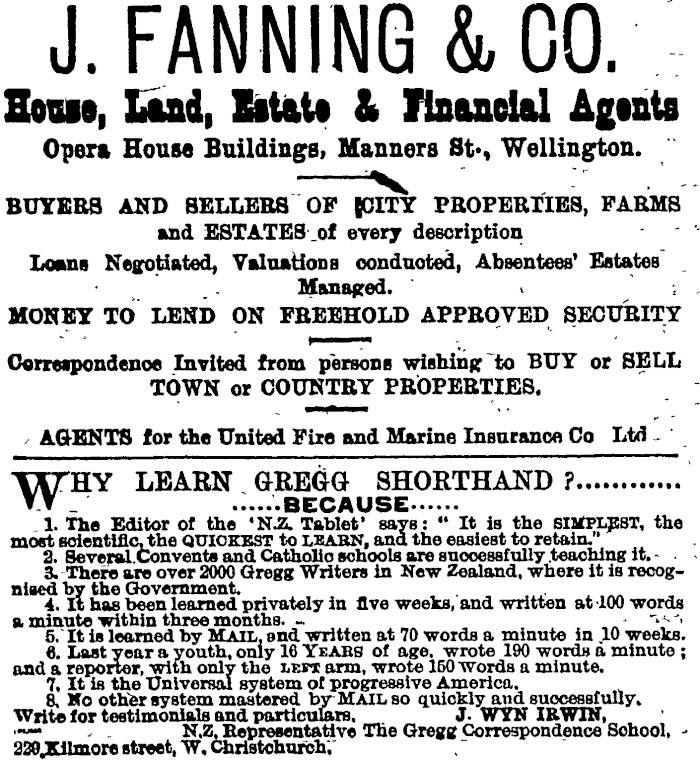 J. FANNING & CO.
House, Land, Estate & Financial Agents
Opera House Buildings, Manners St., Wellington.
BUYERS AND SELLERS OF CITY PROPERTIES, FARMS
and ESTATES of every description
Loans Negotiated, Valuations conducted, Absentees' Estates
Managed.
MONEY TO LEND ON FREEHOLD APPROVED SECURITY
Correspondence Invited from persons wishing to BUY or SELL
TOWN or COUNTRY PROPERTIES.
AGENTS for the United Fire and Marine Insurance Co Ltd
WHY LEARN GREGG SHORTHAND ?............
......BECAUSE......
1. The Editor of the 'N.Z. Tablet' says: " It is the SIMPLEST, the
most scientific, the QUICKEST to LEARN, and the easiest to retain."
2. Several Convents and Catholic schools are successfully teaching it.
3. There are over 2000 Gregg Writers in New Zealand, where it is recog-
nised by the Government.
4. It has been learned privately in five weeks, and written at 100 words
a minute within three months.
5. It is learned by MAIL, and written at 70 words a minute in 10 weeks.
6. Last year a youth, only 16 YEARS of age, wrote 190 words a minute ;
and a reporter, with only the LEFT arm, wrote 150 words a minute.
7. It is the Universal system of progressive America.
8. No other system mastered by MAIL so quickly and successfully.
Write for testimonials and particulars. J. WYN IRWIN,
N.Z. Representative The Gregg Correspondence School,
229 Kilmore street, W. Christchurch.